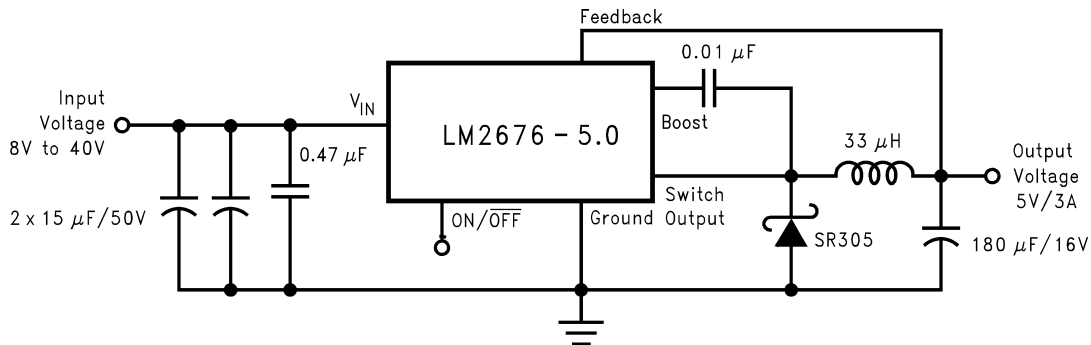 Feedback
0.01 μF
Input
Voltage
8V to 40V
VIN
LM2676 - 5.0
Boost
0.47 μF
33 μH
Output
Voltage
5V/3A
2 x 15 μF/50V
ON/OFF
Ground
Switch
Output
SR305
180 μF/16V